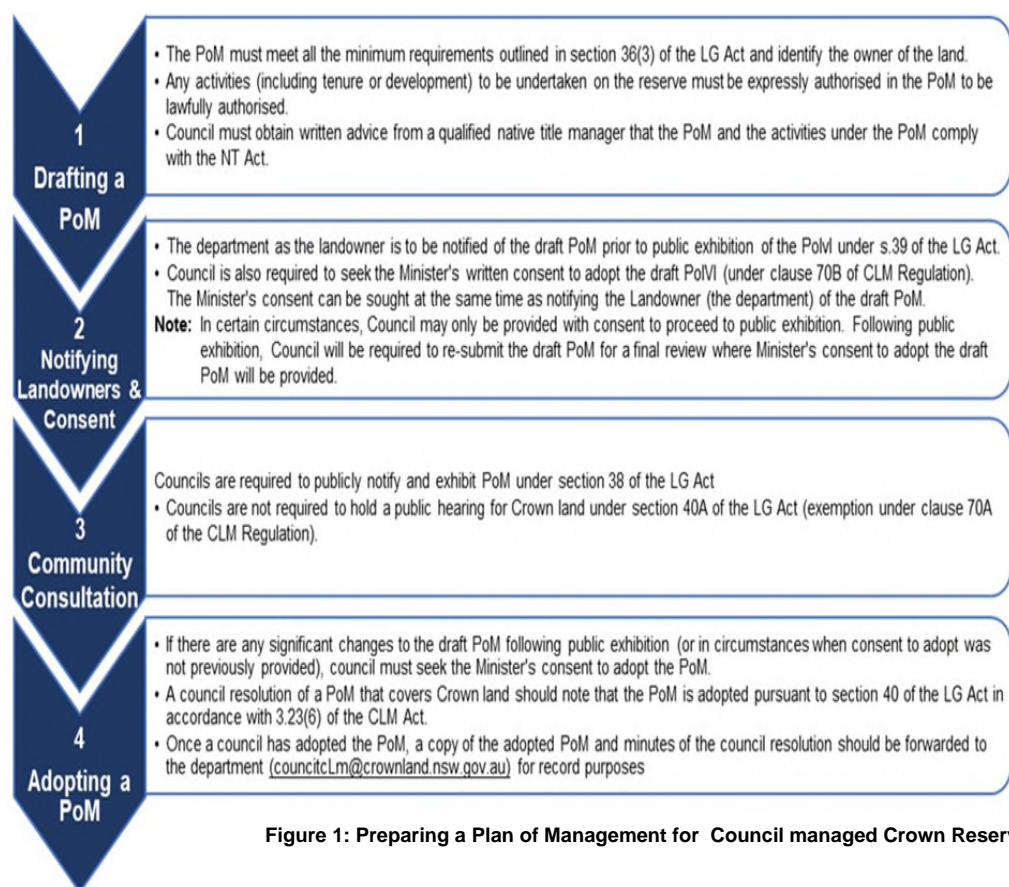 1
Drafting a
PoM
• The PoM must meet all the minimum requirements outlined in section 36(3) of the LG Act and identify the owner of the land.
• Any activities (including tenure or development) to be undertaken on the reserve must be expressly authorised in the PoM to be
lawfully authorised.
• Council must obtain written advice from a qualified native title manager that the PoM and the activities under the PoM comply
with the NT Act.
2
Notifying
Landowners &
Consent
• The department as the landowner is to be notified of the draft PoM prior to public exhibition of the PolvI under s.39 of the LG Act.
• Council is also required to seek the Minister's written consent to adopt the draft PolVI (under clause 70B of CLM Regulation).
The Minister's consent can be sought at the same time as notifying the Landowner (the department) of the draft PoM.
Note: In certain circumstances, Council may only be provided with consent to proceed to public exhibition. Following public
exhibition, Council will be required to re-submit the draft PoM for a final review where Minister's consent to adopt the draft
PoM will be provided.
3
Community
Consultation
Councils are required to publicly notify and exhibit PoM under section 38 of the LG Act
• Councils are not required to hold a public hearing for Crown land under section 40A of the LG Act (exemption under clause 70A
of the CLM Regulation).
4
Adopting a
PoM
• If there are any significant changes to the draft PoM following public exhibition (or in circumstances when consent to adopt was
not previously provided), council must seek the Minister's consent to adopt the PoM.
• A council resolution of a PoM that covers Crown land should note that the PoM is adopted pursuant to section 40 of the LG Act in
accordance with 3.23(6) of the CLM Act.
• Once a council has adopted the PoM, a copy of the adopted PoM and minutes of the council resolution should be forwarded to
the department (councitcLm@crownland.nsw.gov.au) for record purposes
Figure 1: Preparing a Plan of Management for Council managed Crown Reser